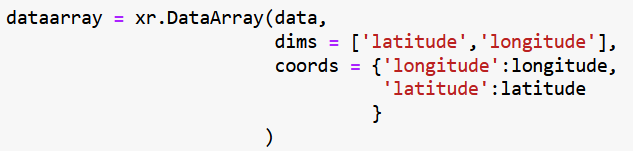 dataarray = xr.DataArray(data,
                         dims = ['latitude','longitude'],
                         coords = {'longitude':longitude,
                                   'latitude':latitude
                                  }
                        )